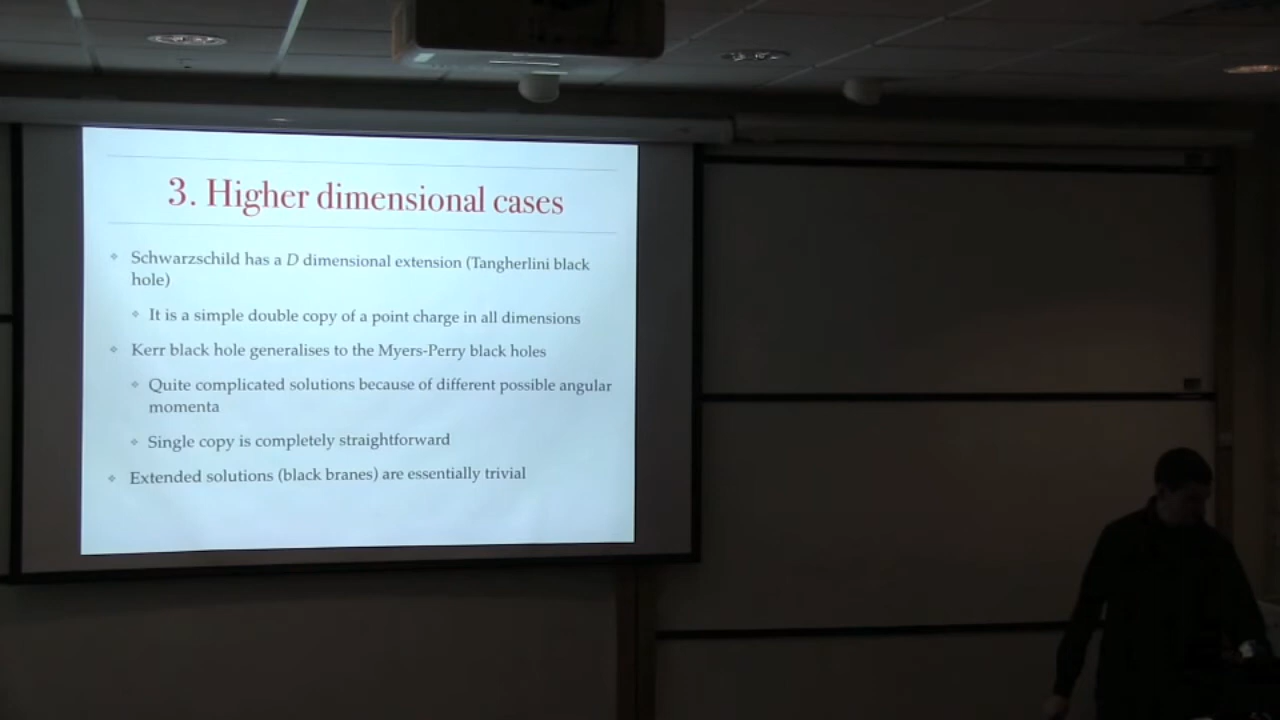 3. Higher dimensional cases
Schwarzschild has a D dimensional extension (Tangherlini black
hole)
It is a simple double copy of a point charge in all dimensions
Kerr black hole generalises to the Myers-Perry black holes
Quite complicated solutions because of different possible angular
momenta
Single copy is completely straightforward
Extended solutions (black branes) are essentially trivial